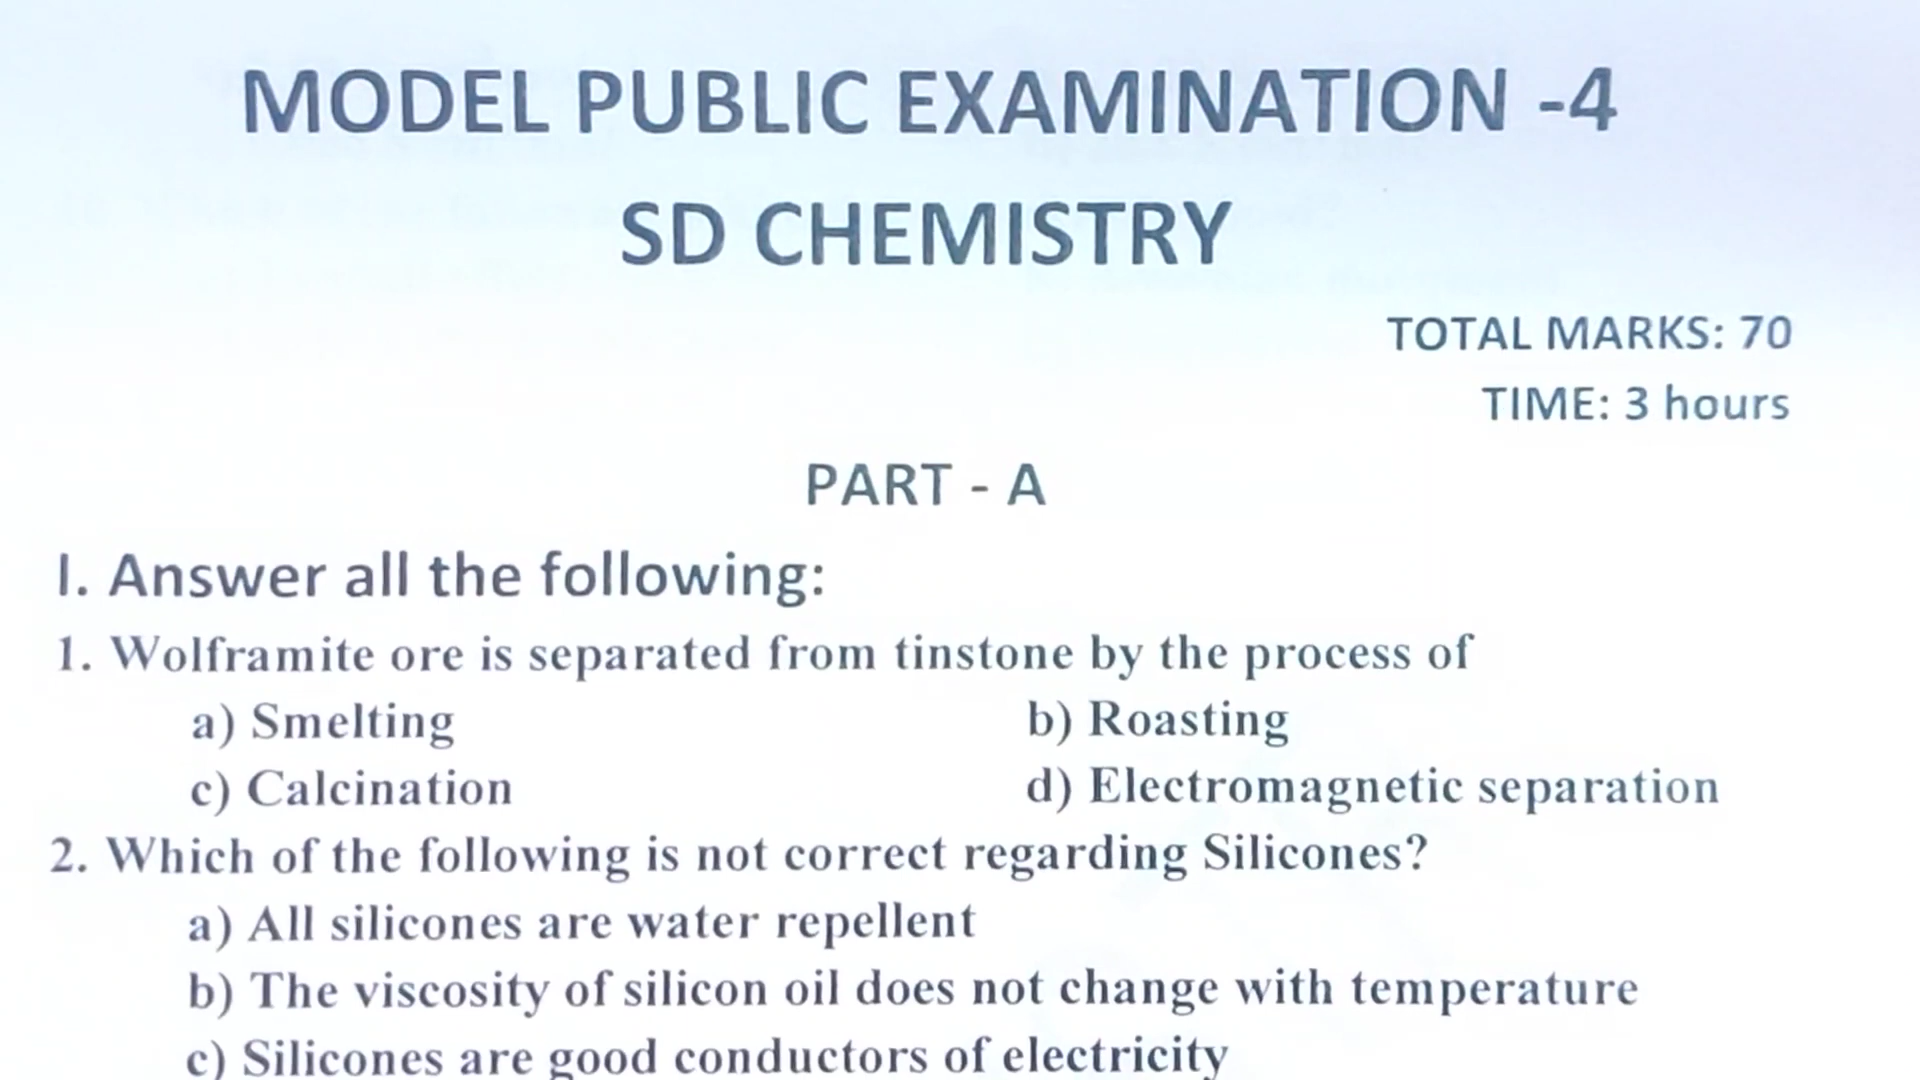 MODEL PUBLIC EXAMINATION -4
SD CHEMISTRY
TOTAL MARKS: 70
TIME: 3 hours
PART - A
I. Answer all the following:
1. Wolframite ore is separated from tinstone by the process of
a) Smelting b) Roasting
c) Calcination d) Electromagnetic separation
2. Which of the following is not correct regarding Silicones?
a) All silicones are water repellent
b) The viscosity of silicon oil does not change with temperature
c) Silicones are good conductors of electricity